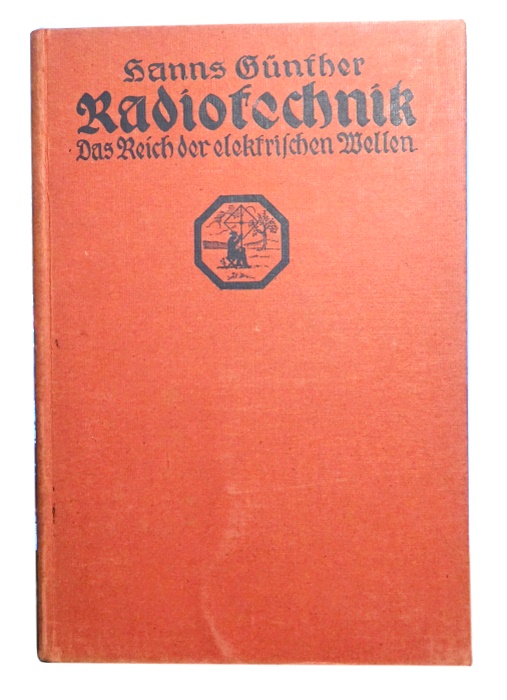 Hanns Günther
Radiotechnik
Das Reich der elektrischen Wellen